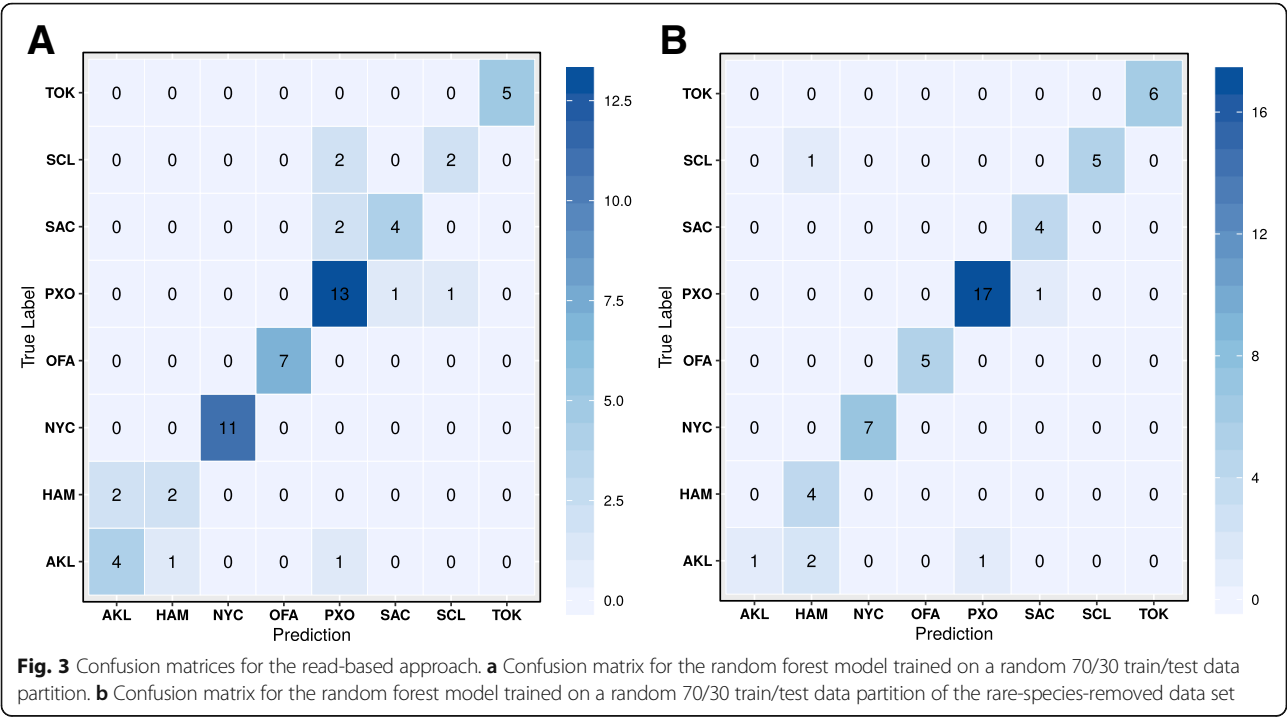 A
B
TOK 0 0 0 0 0 0 0 5
SCL 0 0 0 0 2 0 2 0
SAC 0 0 0 0 2 4 0 0
PXO 0 0 0 0 13 1 1 0
OFA 0 0 0 7 0 0 0 0
NYC 0 0 11 0 0 0 0 0
HAM 2 2 0 0 0 0 0 0
AKL 4 1 0 0 1 0 0 0
AKL HAM NYC OFA PXO SAC SCL TOK
Prediction
True Label
12.5
10.0
7.5
5.0
2.5
0.0
TOK 0 0 0 0 0 0 0 6
SCL 0 1 0 0 0 0 5 0
SAC 0 0 0 0 0 4 0 0
PXO 0 0 0 0 17 1 0 0
OFA 0 0 0 5 0 0 0 0
NYC 0 0 7 0 0 0 0 0
HAM 0 4 0 0 0 0 0 0
AKL 1 2 0 0 1 0 0 0
AKL HAM NYC OFA PXO SAC SCL TOK
Prediction
True Label
16
12
8
4
0
Fig. 3 Confusion matrices for the read-based approach. a Confusion matrix for the random forest model trained on a random 70/30 train/test data
partition. b Confusion matrix for the random forest model trained on a random 70/30 train/test data partition of the rare-species-removed data set